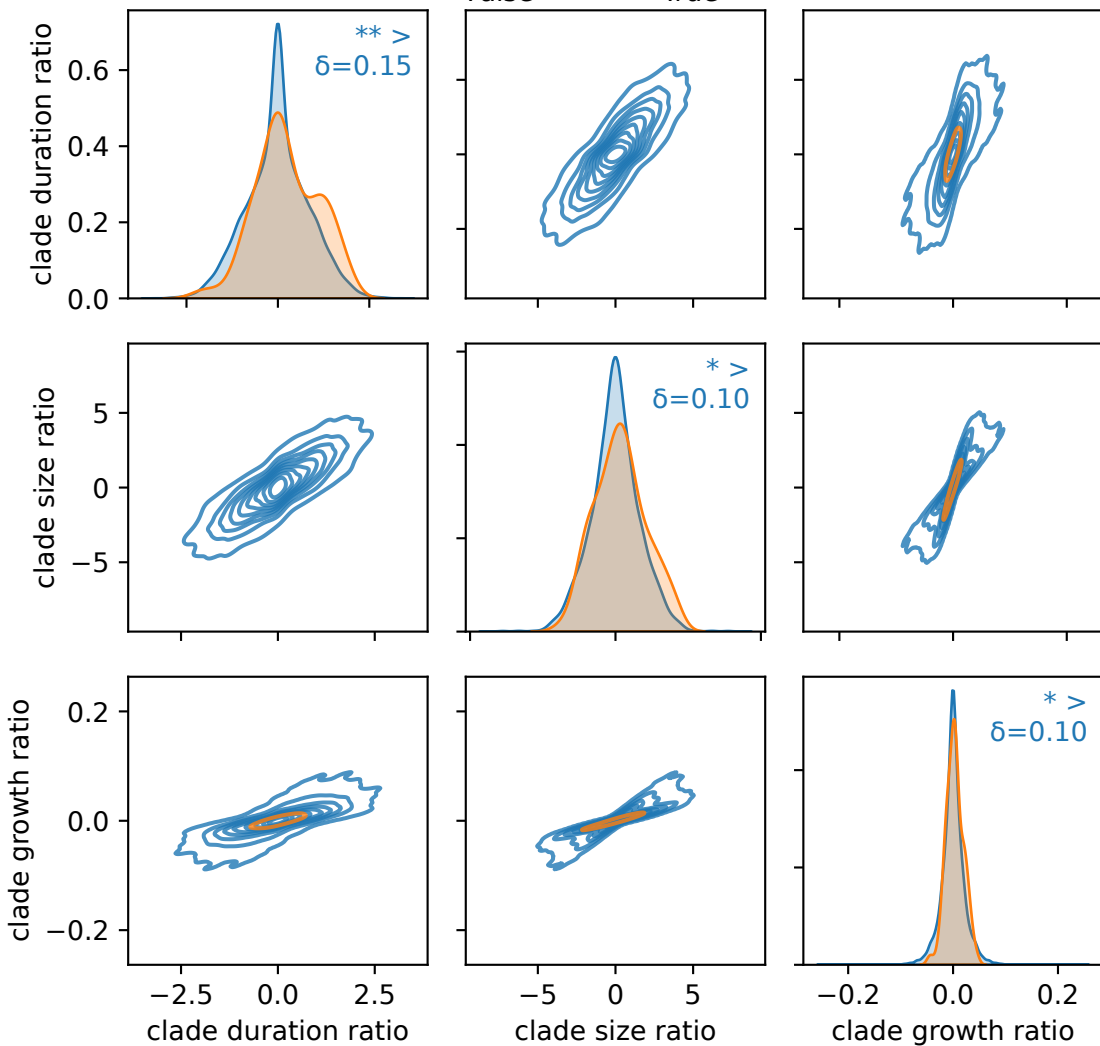 False True
clade duration ratio
0.6
0.4
0.2
0.0
** >
δ=0.15
clade size ratio
5
0
−5
* >
δ=0.10
clade growth ratio
0.2
0.0
−0.2
* >
δ=0.10
−2.5 0.0 2.5
−5 0 5
−0.2 0.0 0.2
clade duration ratio
clade size ratio
clade growth ratio